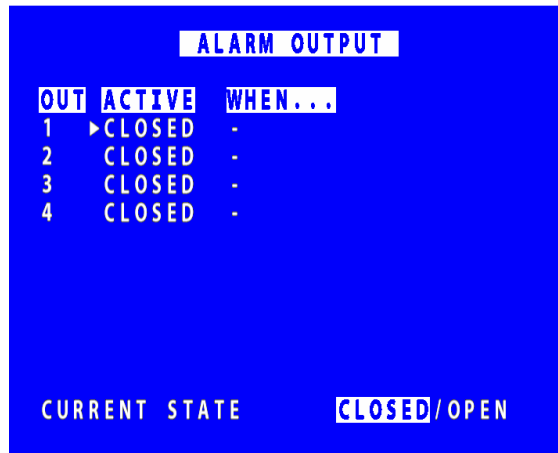 ALARM OUTPUT
OUT ACTIVE WHEN...
1 ▶CLOSED -
2 CLOSED -
3 CLOSED -
4 CLOSED -
CURRENT STATE CLOSED/OPEN